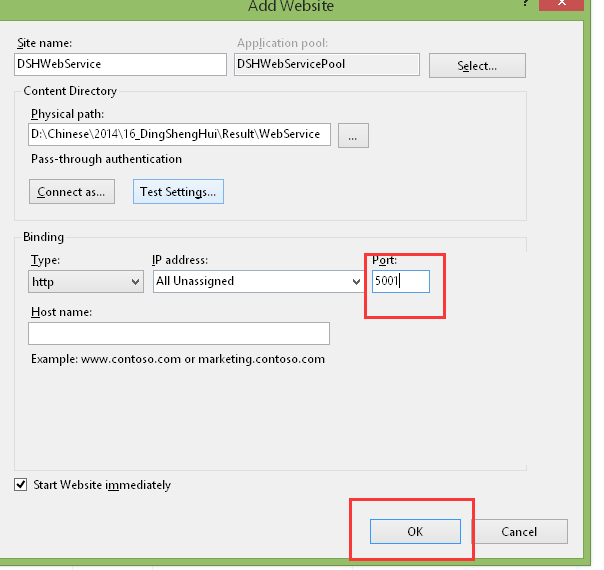 Add Website
?
Site name:
Application pool:
DSHWebService
DSHWebServicePool
Select...
Content Directory
Physical path:
D:\Chinese\2014\16_DingShengHui\Result\WebService
...
Pass-through authentication
Connect as...
Test Settings...
Binding
Type:
IP address:
Port:
http
All Unassigned
5001
Host name:
Example: www.contoso.com or marketing.contoso.com
Start Website immediately
OK
Cancel